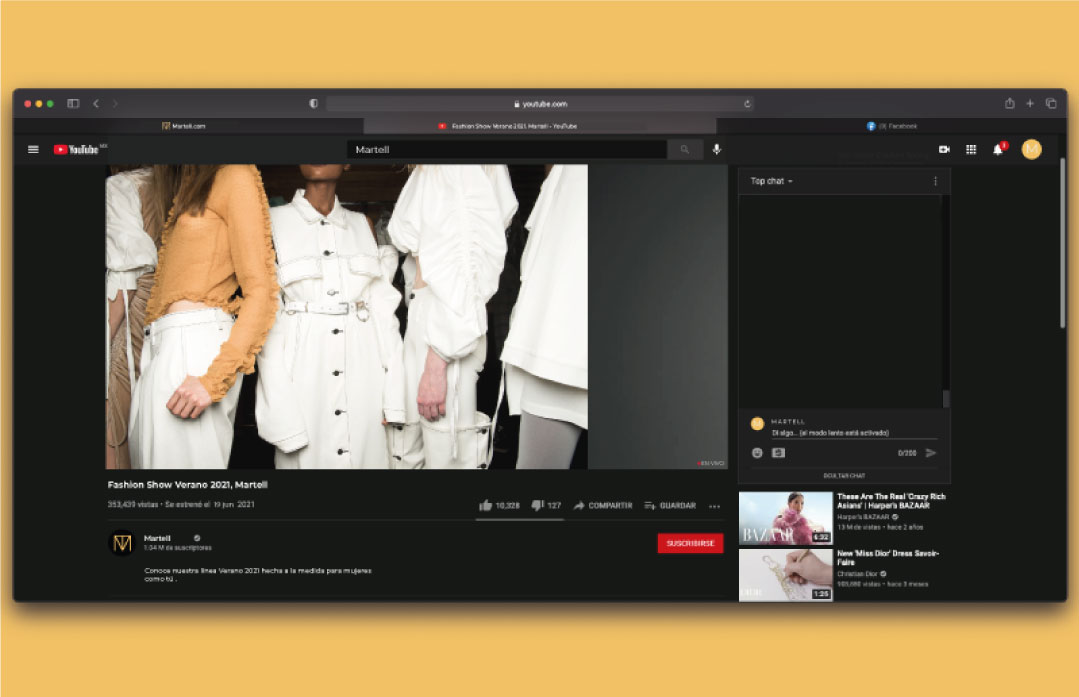 youtube.com
Martell.com
Fashion Show Verano 2021, Martell - YouTube
Facebook
YouTube MX
Martell
M
Top chat
MARTELL
Di algo... (el modo lento está activado)
0/200
OCULTAR CHAT
EN VIVO
Fashion Show Verano 2021, Martell
353,439 vistas • Se estrenó el 19 jun 2021
10,328
127
COMPARTIR
GUARDAR
Martell
1.04 M de suscriptores
SUSCRIBIRSE
Conoce nuestra línea Verano 2021 hecha a la medida para mujeres
como tú .
BAZAAR
6:32
These Are The Real 'Crazy Rich
Asians' | Harper's BAZAAR
Harper's BAZAAR
13 M de vistas • hace 2 años
DIOR
1:25
New 'Miss Dior' Dress Savoir-
Faire
Christian Dior
vistas • hace 3 meses